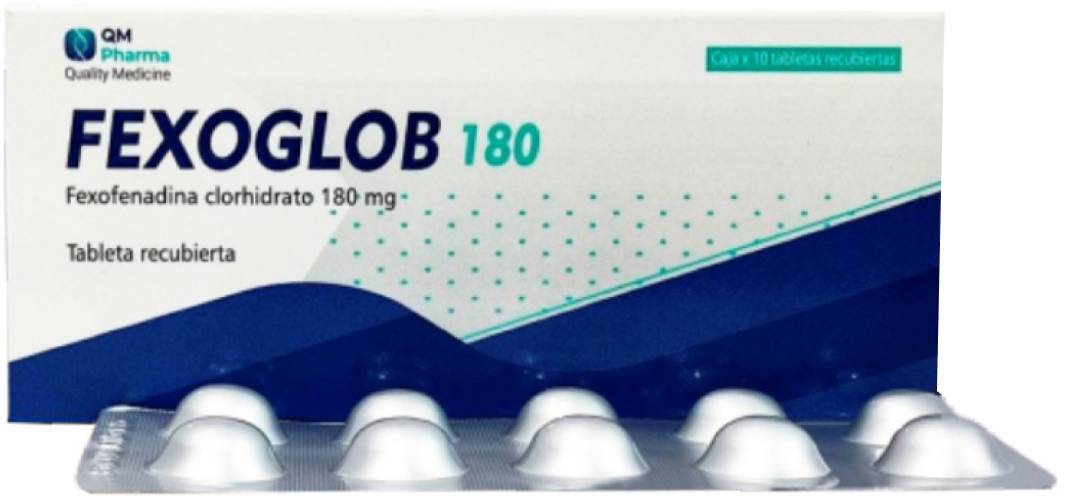 QM
Pharma
Quality Medicine
Caja x 10 tabletas recubiertas
FEXOGLOB 180
Fexofenadina clorhidrato 180 mg
Tableta recubierta